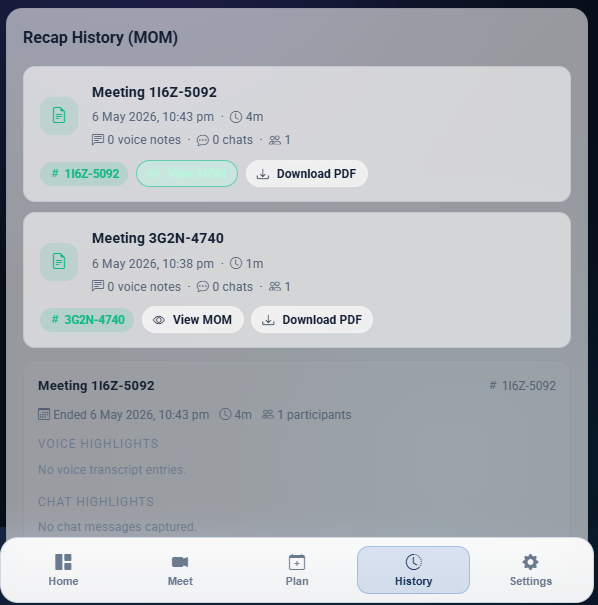 Recap History (MOM)
Meeting 1I6Z-5092
6 May 2026, 10:43 pm · 4m
0 voice notes · 0 chats · 1
# 1I6Z-5092 View MOM Download PDF
Meeting 3G2N-4740
6 May 2026, 10:38 pm · 1m
0 voice notes · 0 chats · 1
# 3G2N-4740 View MOM Download PDF
Meeting 1I6Z-5092 # 1I6Z-5092
Ended 6 May 2026, 10:43 pm 4m 1 participants
VOICE HIGHLIGHTS
No voice transcript entries.
CHAT HIGHLIGHTS
No chat messages captured.
Home Meet Plan History Settings